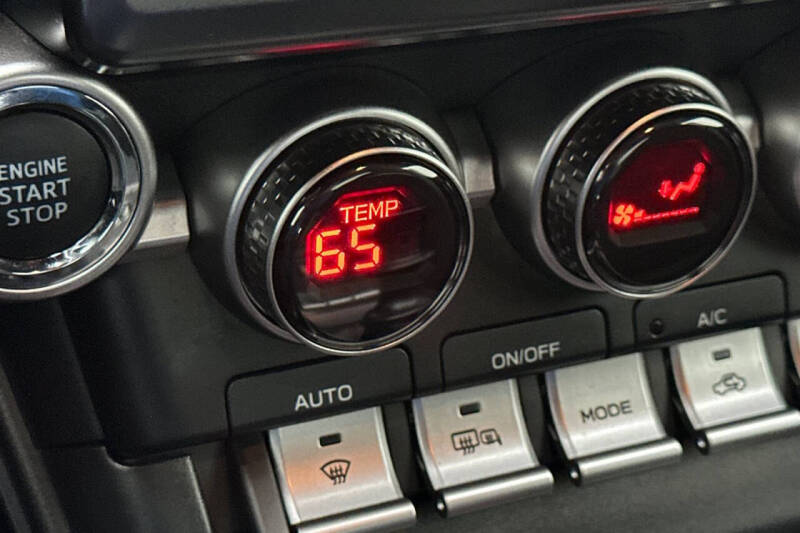 ENGINE
START
STOP
TEMP
65
AUTO
ON/OFF
A/C
MODE